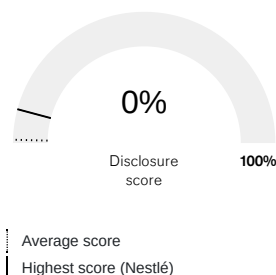 0%
Disclosure
score
100%
Average score
Highest score (Nestlé)